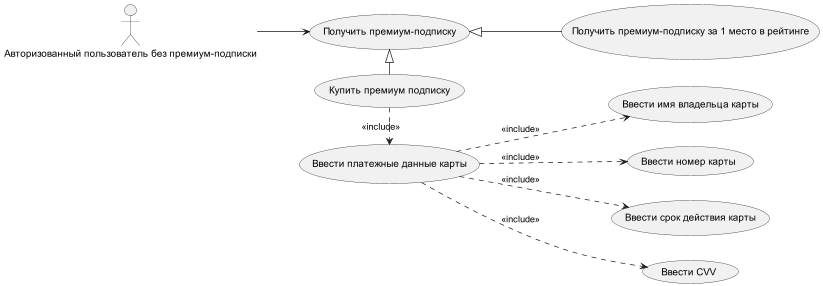 Авторизованный пользователь без премиум-подписки
Получить премиум-подписку
Получить премиум-подписку за 1 место в рейтинге
Купить премиум подписку
«include»
Ввести платежные данные карты
«include»
Ввести имя владельца карты
«include»
Ввести номер карты
«include»
Ввести срок действия карты
«include»
Ввести CVV